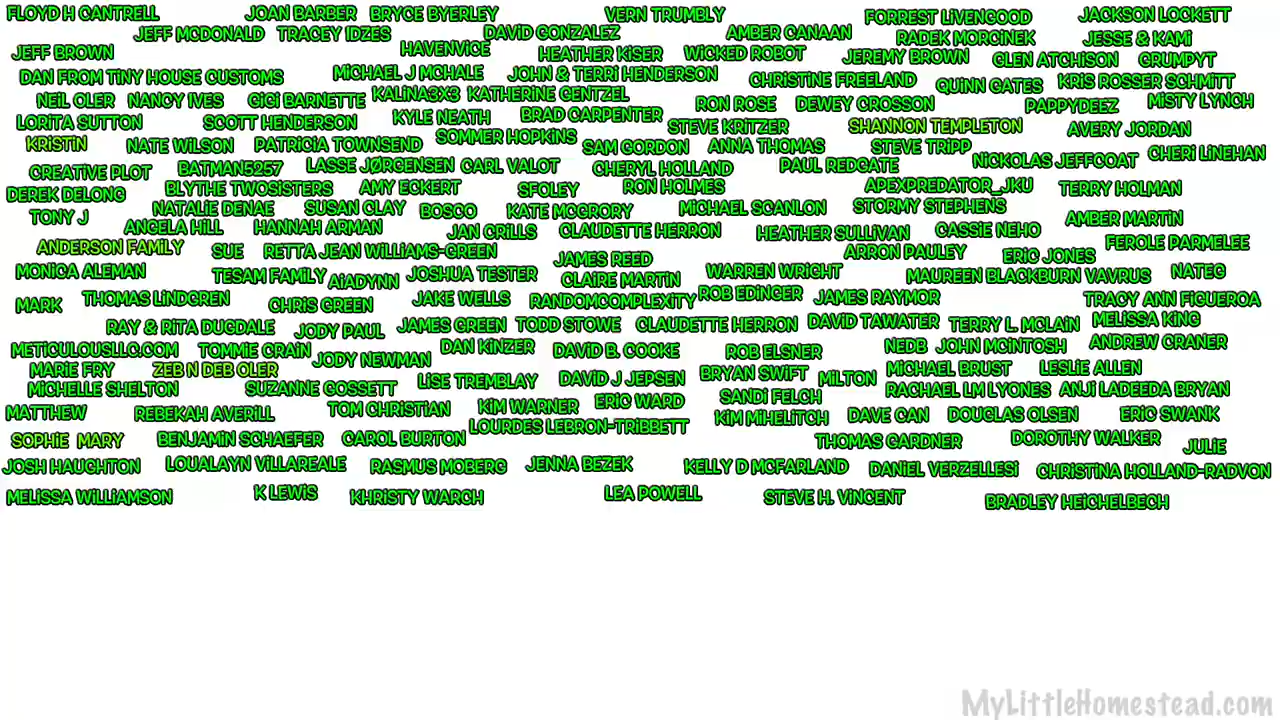 FLOYD H CANTRELL JOAN BARBER BRYCE BYERLEY VERN TRUMBLY FORREST LIVENGOOD JACKSON LOCKETT
JEFF MCDONALD TRACEY IDZES DAVID GONZALEZ AMBER CANAAN RADEK MORCINEK JESSE & KAMI
JEFF BROWN HAVENVICE HEATHER KISER WICKED ROBOT JEREMY BROWN GLEN ATCHISON GRUMPYT
DAN FROM TINY HOUSE CUSTOMS MICHAEL J MCHALE JOHN & TERRI HENDERSON CHRISTINE FREELAND QUINN GATES KRIS ROSSER SCHMITT
NEIL OLER NANCY IVES GIGI BARNETTE KALINA3X3 KATHERINE GENTZEL RON ROSE DEWEY CROSSON PAPPYDEEZ MISTY LYNCH
LORITA SUTTON SCOTT HENDERSON KYLE NEATH BRAD CARPENTER STEVE KRITZER SHANNON TEMPLETON AVERY JORDAN
KRISTIN NATE WILSON PATRICIA TOWNSEND SOMMER HOPKINS SAM GORDON ANNA THOMAS STEVE TRIPP NICKOLAS JEFFCOAT CHERI LINEHAN
CREATIVE PLOT BATMAN5257 LASSE JØRGENSEN CARL VALOT CHERYL HOLLAND PAUL REDGATE
DEREK DELONG BLYTHE TWOSISTERS AMY ECKERT SFOLEY RON HOLMES APEXPREDATOR_JKU TERRY HOLMAN
TONY J NATALIE DENAE SUSAN CLAY BOSCO KATE MCGRORY MICHAEL SCANLON STORMY STEPHENS AMBER MARTIN
ANGELA HILL HANNAH ARMAN JAN CRILLS CLAUDETTE HERRON HEATHER SULLIVAN CASSIE NEHO
ANDERSON FAMILY SUE RETTA JEAN WILLIAMS-GREEN JAMES REED ARRON PAULEY ERIC JONES FEROLE PARMELEE
MONICA ALEMAN TESAM FAMILY AIADYNN JOSHUA TESTER CLAIRE MARTIN WARREN WRIGHT MAUREEN BLACKBURN VAVRUS NATEG
MARK THOMAS LINDGREN CHRIS GREEN JAKE WELLS RANDOMCOMPLEXITY ROB EDINGER JAMES RAYMOR TRACY ANN FIGUEROA
RAY & RITA DUGDALE JODY PAUL JAMES GREEN TODD STOWE CLAUDETTE HERRON DAVID TAWATER TERRY L. MCLAIN MELISSA KING
METICULOUSLLC.COM TOMMIE CRAIN DAN KINZER DAVID B. COOKE ROB ELSNER NEDB JOHN MCINTOSH ANDREW CRANER
MARIE FRY ZEB N DEB OLER JODY NEWMAN BRYAN SWIFT MILTON MICHAEL BRUST LESLIE ALLEN
MICHELLE SHELTON SUZANNE GOSSETT LISE TREMBLAY DAVID J JEPSEN SANDI FELCH RACHAEL LM LYONES ANJI LADEEDA BRYAN
MATTHEW REBEKAH AVERILL TOM CHRISTIAN KIM WARNER ERIC WARD KIM MIHELITCH DAVE CAN DOUGLAS OLSEN ERIC SWANK
SOPHIE MARY BENJAMIN SCHAEFER CAROL BURTON LOURDES LEBRON-TRIBBETT THOMAS GARDNER DOROTHY WALKER JULIE
JOSH HAUGHTON LOUALAYN VILLAREALE RASMUS MOBERG JENNA BEZEK KELLY D MCFARLAND DANIEL VERZELLESI CHRISTINA HOLLAND-RADVON
MELISSA WILLIAMSON K LEWIS KHRISTY WARCH LEA POWELL STEVE H. VINCENT BRADLEY HEICHELBECH
MyLittleHomestead.com